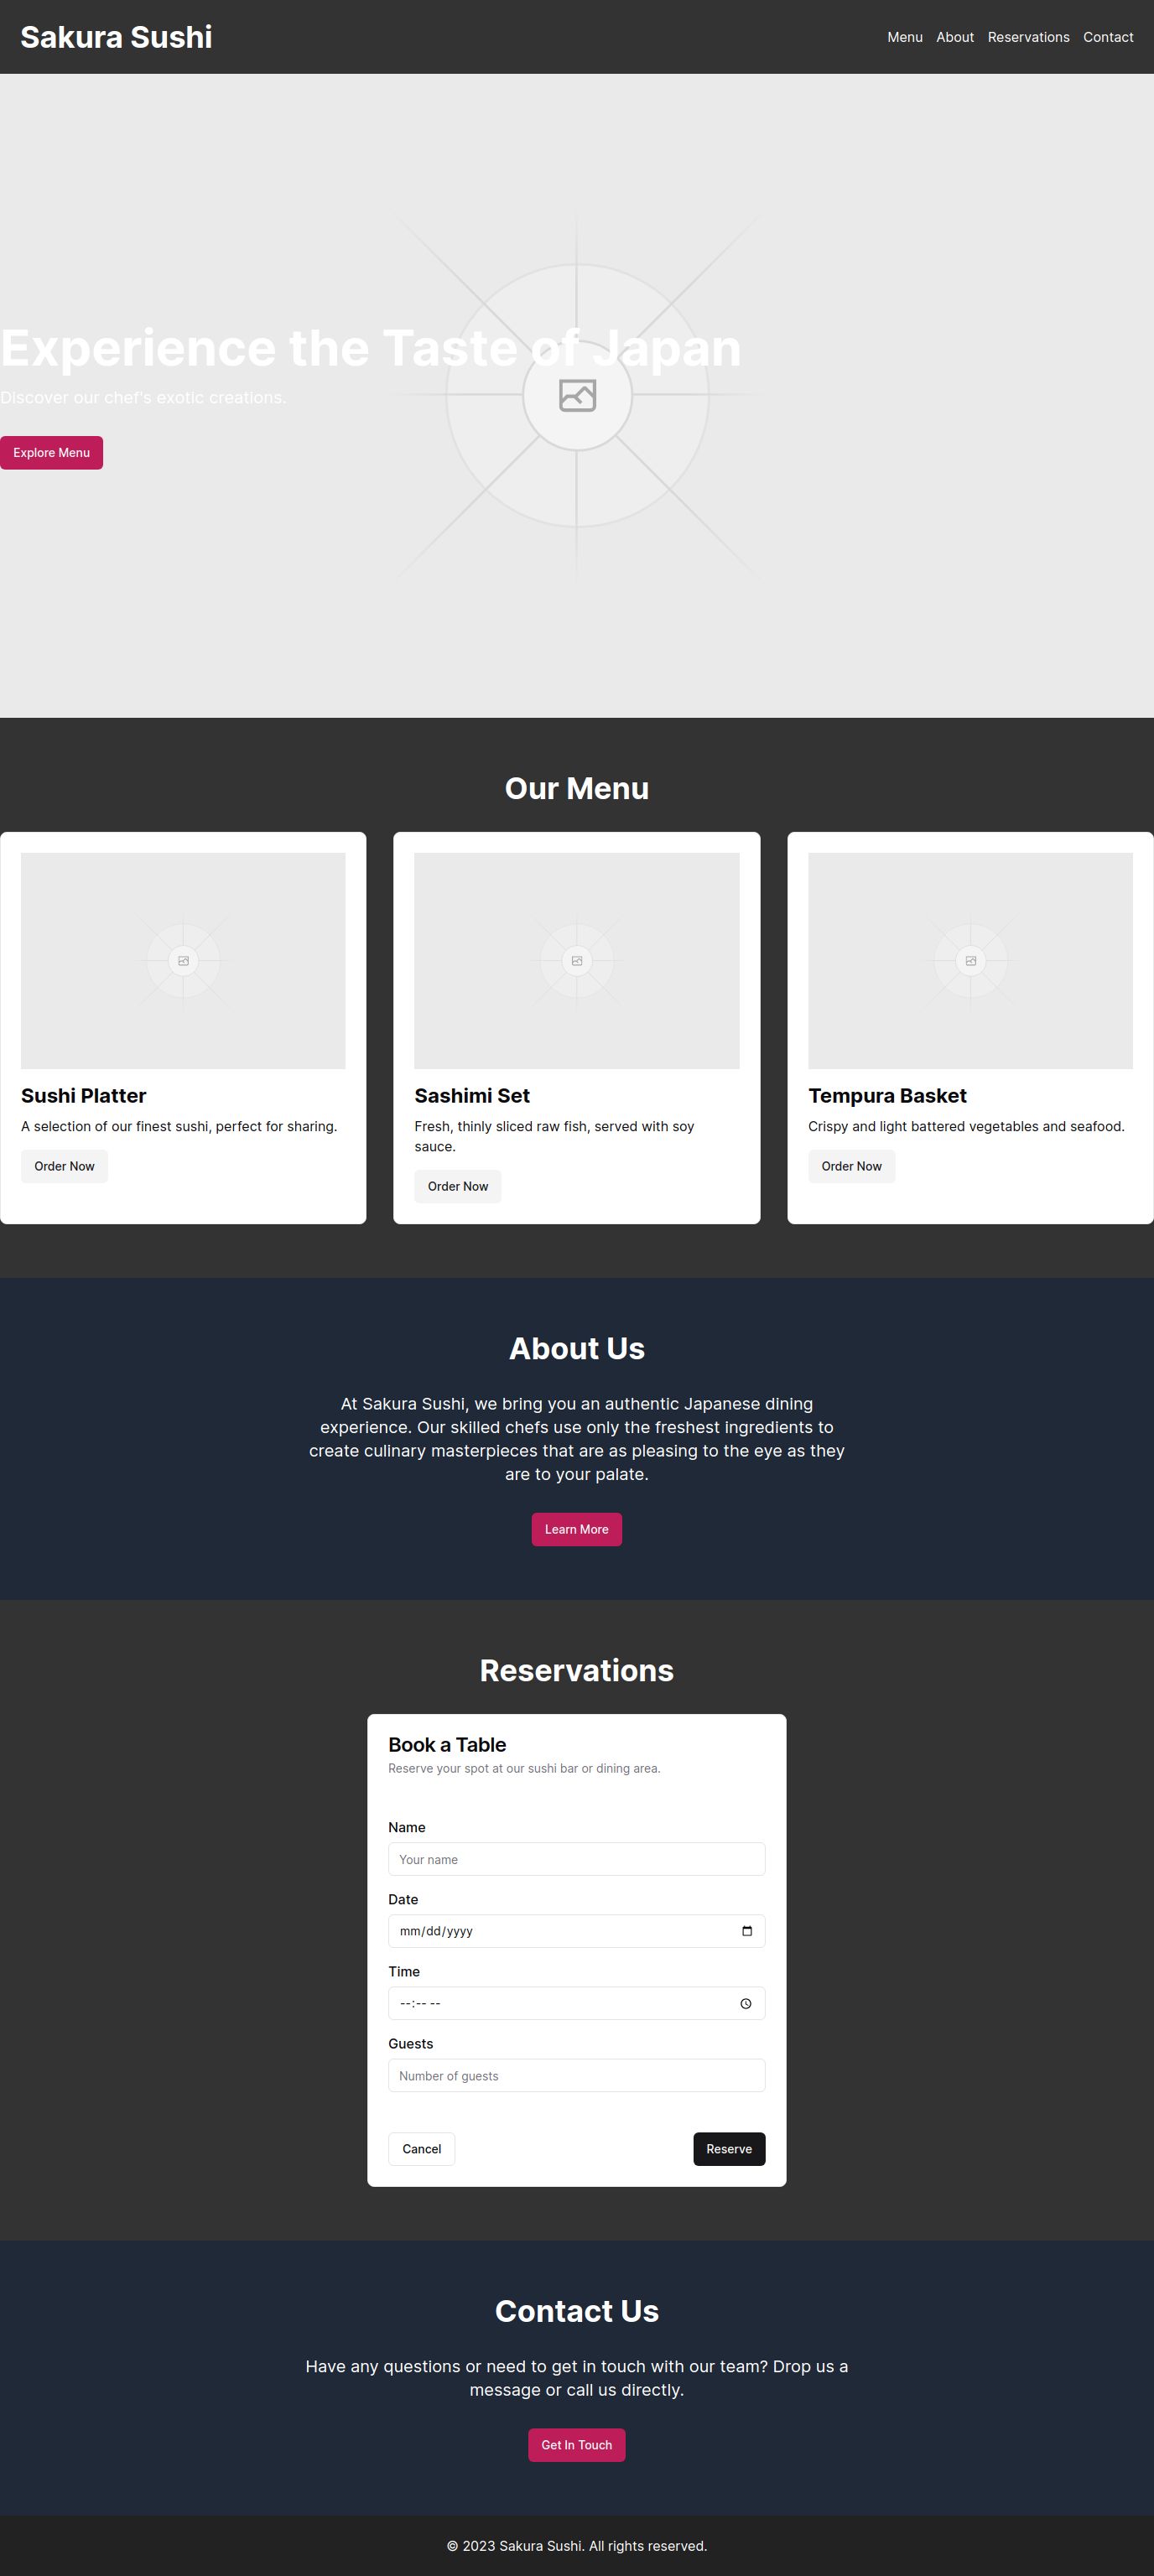 Sakura Sushi
Menu About Reservations Contact
Experience the Taste of Japan
Discover our chef's exotic creations.
Explore Menu
Our Menu
Sushi Platter
A selection of our finest sushi, perfect for sharing.
Order Now
Sashimi Set
Fresh, thinly sliced raw fish, served with soy
sauce.
Order Now
Tempura Basket
Crispy and light battered vegetables and seafood.
Order Now
About Us
At Sakura Sushi, we bring you an authentic Japanese dining
experience. Our skilled chefs use only the freshest ingredients to
create culinary masterpieces that are as pleasing to the eye as they
are to your palate.
Learn More
Reservations
Book a Table
Reserve your spot at our sushi bar or dining area.
Name
Your name
Date
mm/dd/yyyy
Time
--:-- --
Guests
Number of guests
Cancel
Reserve
Contact Us
Have any questions or need to get in touch with our team? Drop us a
message or call us directly.
Get In Touch
© 2023 Sakura Sushi. All rights reserved.